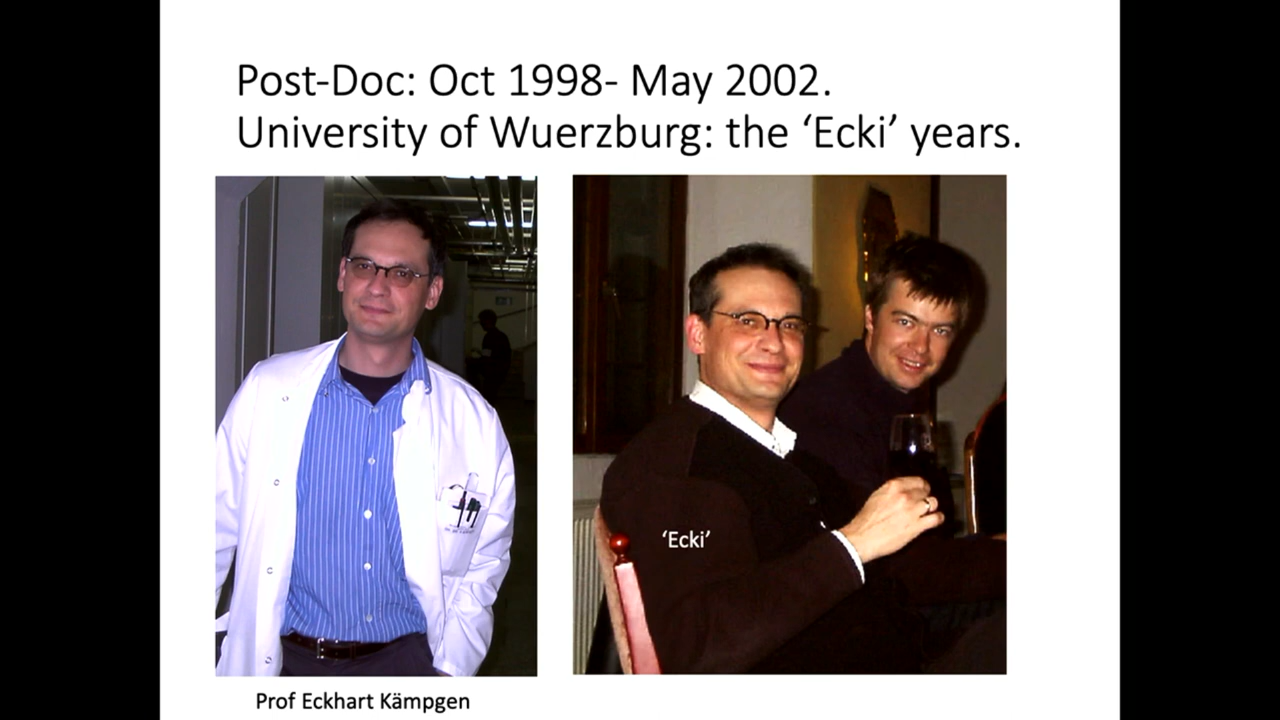 Post-Doc: Oct 1998- May 2002.
University of Wuerzburg: the ‘Ecki’ years.
‘Ecki’
Prof Eckhart Kämpgen